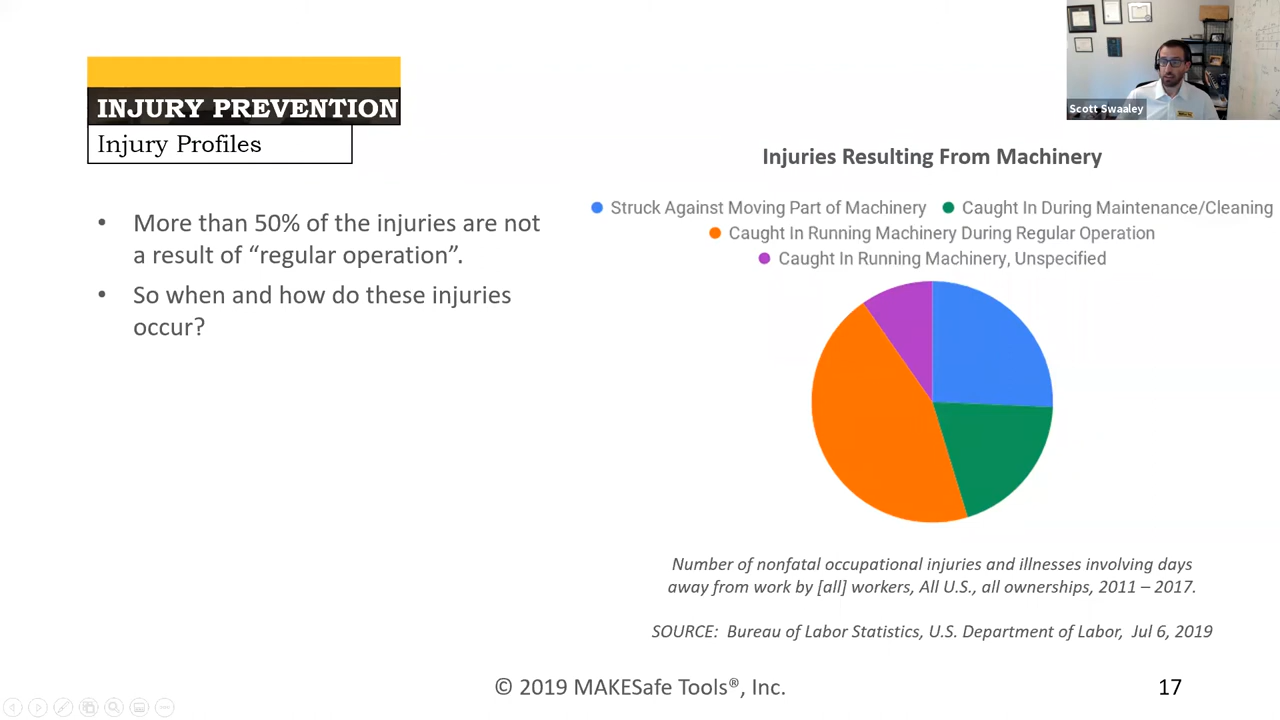 INJURY PREVENTION
Injury Profiles
Scott Swaaley
• More than 50% of the injuries are not
a result of “regular operation”.
• So when and how do these injuries
occur?
Injuries Resulting From Machinery
Struck Against Moving Part of Machinery Caught In During Maintenance/Cleaning
Caught In Running Machinery During Regular Operation
Caught In Running Machinery, Unspecified
Number of nonfatal occupational injuries and illnesses involving days
away from work by [all] workers, All U.S., all ownerships, 2011 – 2017.
SOURCE: Bureau of Labor Statistics, U.S. Department of Labor, Jul 6, 2019
© 2019 MAKESafe Tools®, Inc.
17